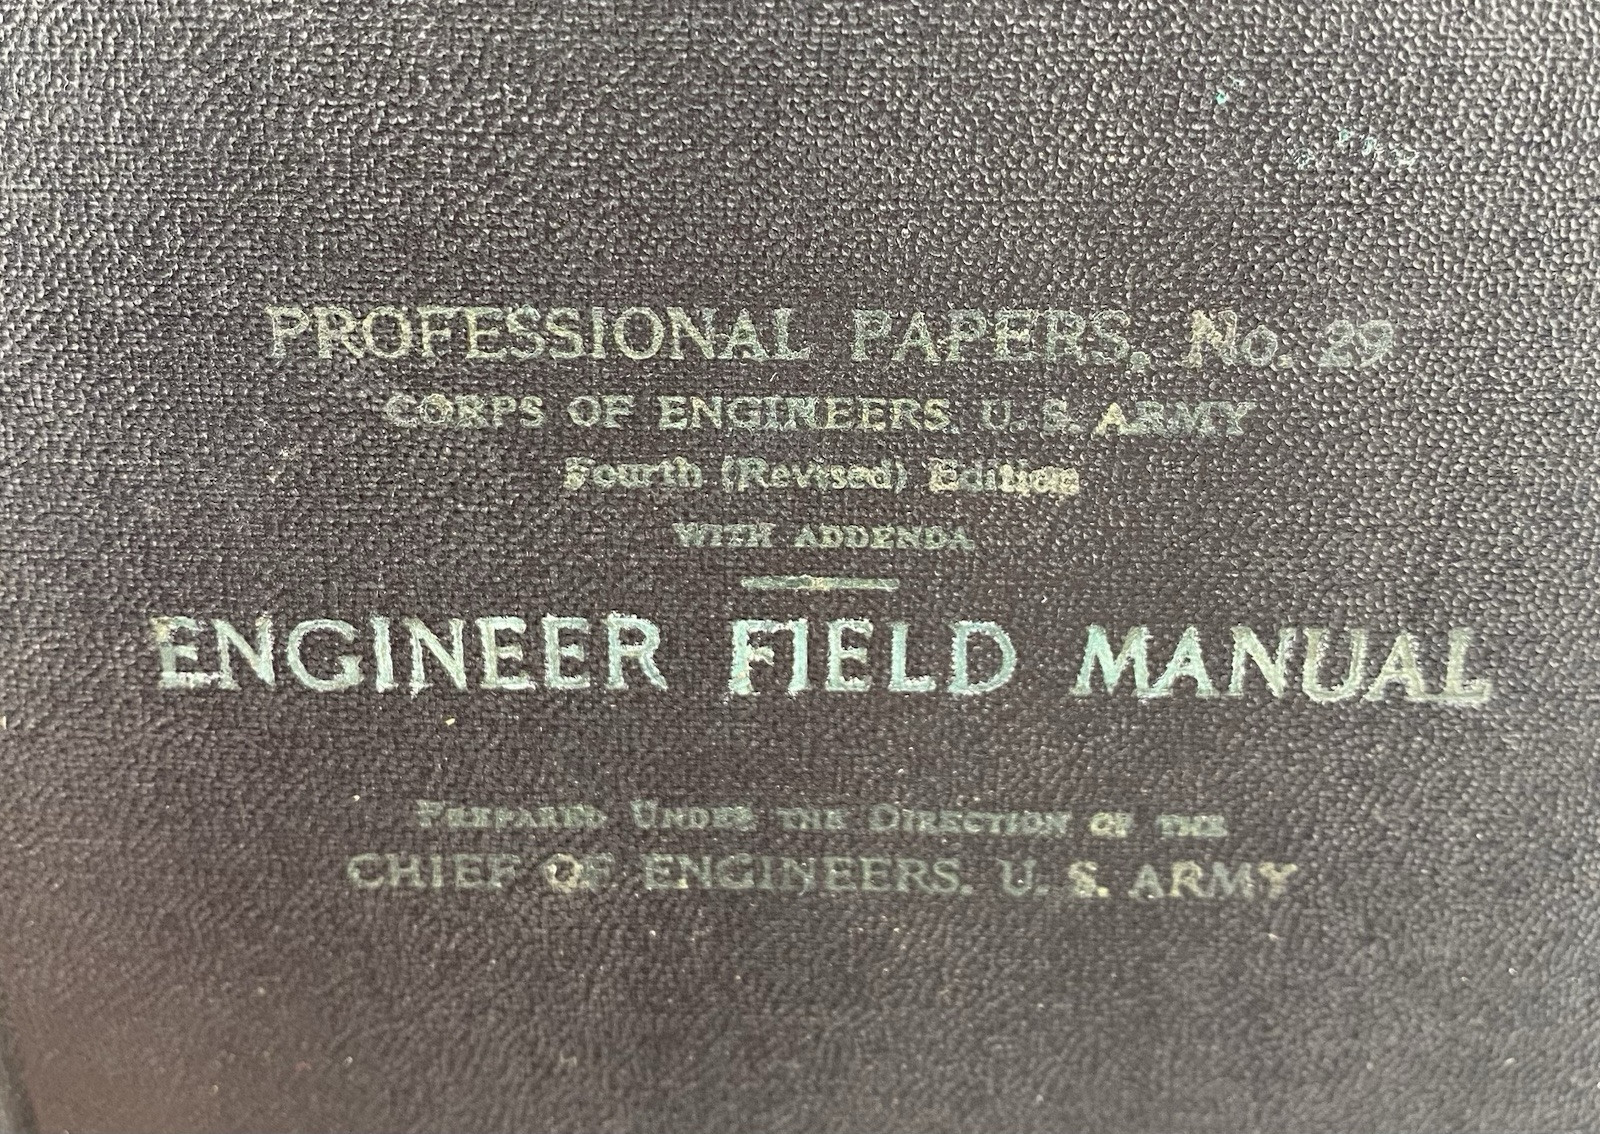 PROFESSIONAL PAPERS, No. 29
CORPS OF ENGINEERS, U. S. ARMY
Fourth (Revised) Edition
WITH ADDENDA
ENGINEER FIELD MANUAL
PREPARED UNDER THE DIRECTION OF THE
CHIEF OF ENGINEERS, U. S. ARMY